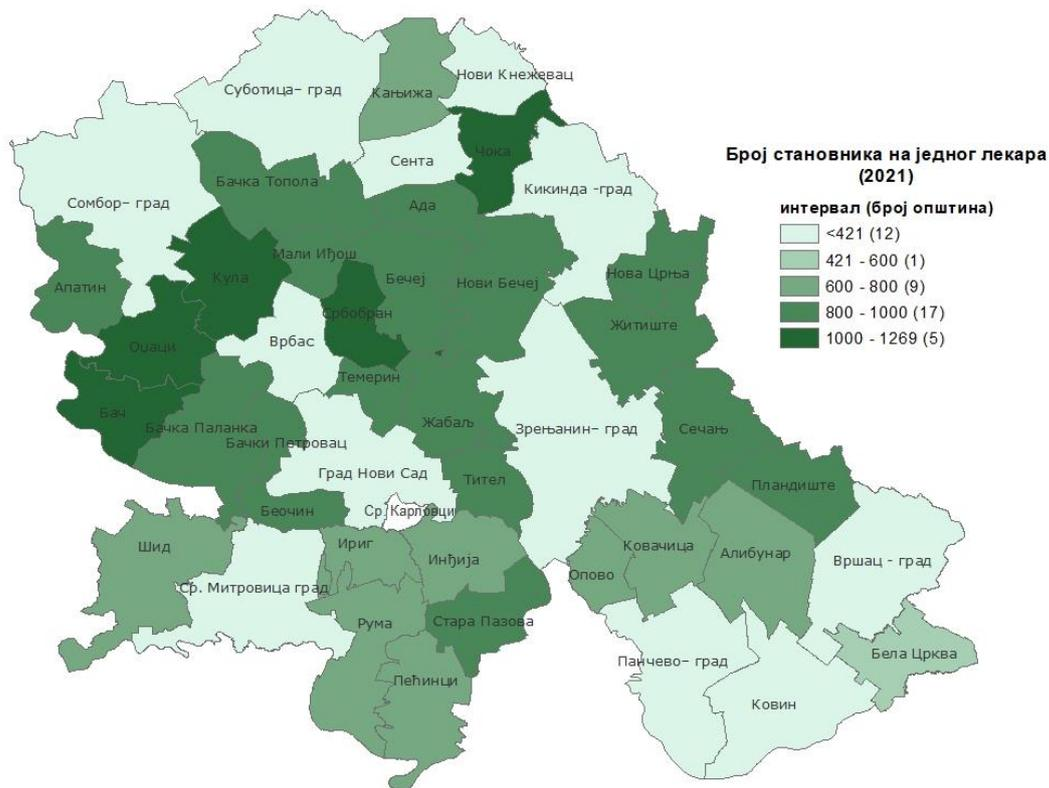 Нови Кнежевац
Суботица– град
Кањижа
Сента
Чока
Број становника на једног лекара
(2021)
Бачка Топола
Кикинда -град
Сомбор– град
Ада
интервал (број општина)
<421 (12)
421 - 600 (1)
600 - 800 (9)
800 - 1000 (17)
1000 - 1269 (5)
Мали Иђош
Кула
Бечеј
Нови Бечеј
Нова Црња
Апатин
Србобран
Житиште
Врбас
Оџаци
Темерин
Бач
Бачка Паланка
Жабаљ
Зрењанин– град
Сечањ
Бачки Петровац
Град Нови Сад
Тител
Пландиште
Беочин
Ср. Карловци
Шид
Ириг
Инђија
Ковачица
Алибунар
Вршац - град
Опово
Ср. Митровица град
Рума
Стара Пазова
Бела Црква
Панчево– град
Пећинци
Ковин